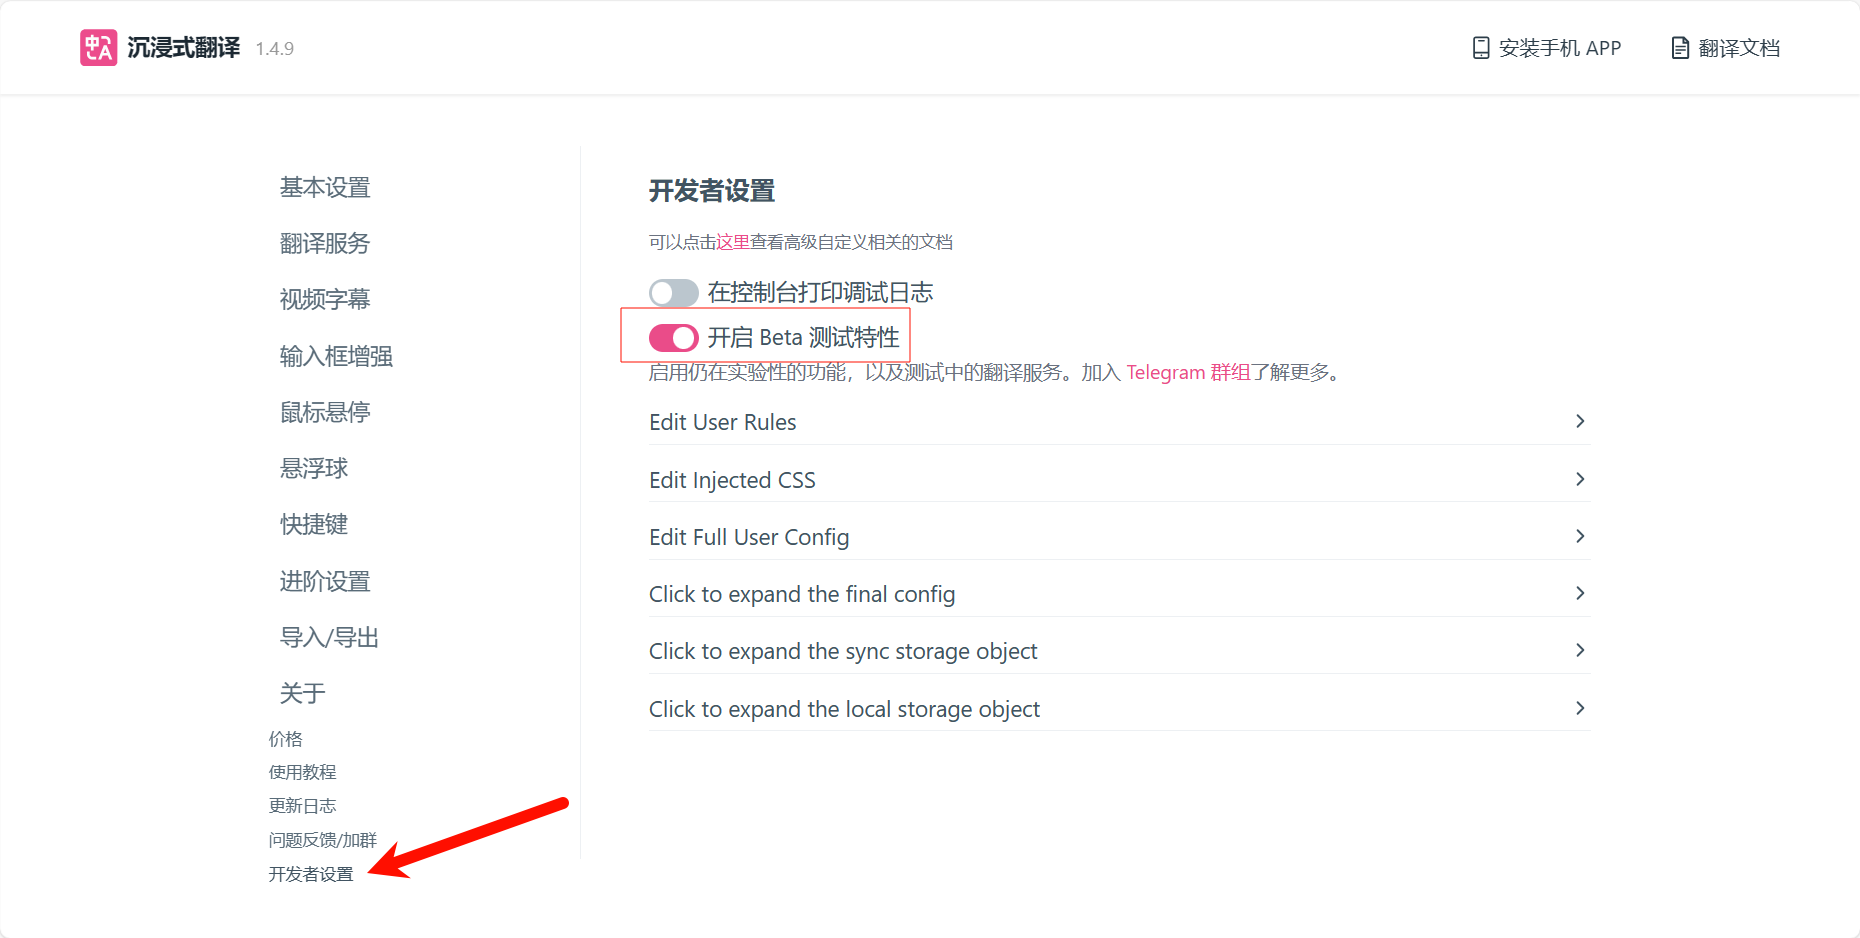 沉浸式翻译 1.4.9
安装手机 APP
翻译文档
基本设置
翻译服务
视频字幕
输入框增强
鼠标悬停
悬浮球
快捷键
进阶设置
导入/导出
关于
价格
使用教程
更新日志
问题反馈/加群
开发者设置
开发者设置
可以点击这里查看高级自定义相关的文档
在控制台打印调试日志
开启 Beta 测试特性
启用仍在实验性的功能，以及测试中的翻译服务。加入 Telegram 群组了解更多。
Edit User Rules
Edit Injected CSS
Edit Full User Config
Click to expand the final config
Click to expand the sync storage object
Click to expand the local storage object